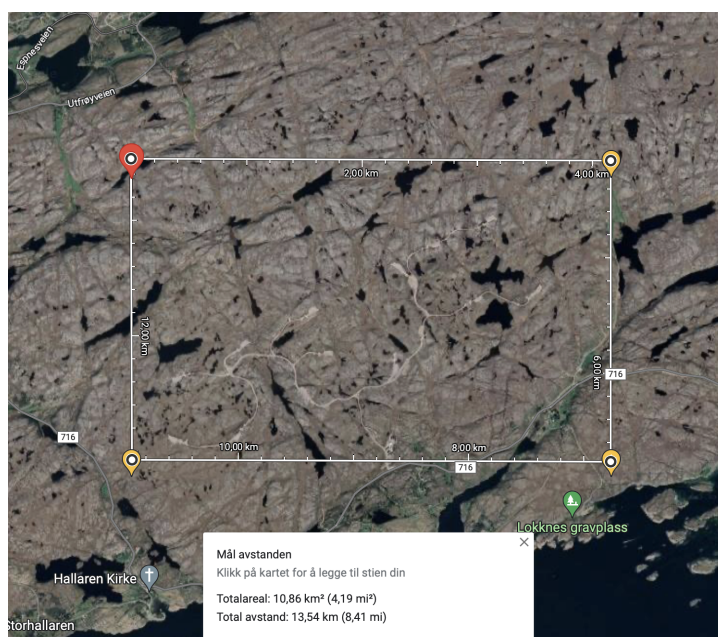 Espnesveien
Utfrøyveien
2,00 km
4,00 km
12,00 km
6,00 km
716
716
10,00 km
8,00 km
716
Lokknes gravplass
Hallaren Kirke
Storhallaren
Mål avstanden
Klikk på kartet for å legge til stien din
Totalareal: 10,86 km² (4,19 mi²)
Total avstand: 13,54 km (8,41 mi)